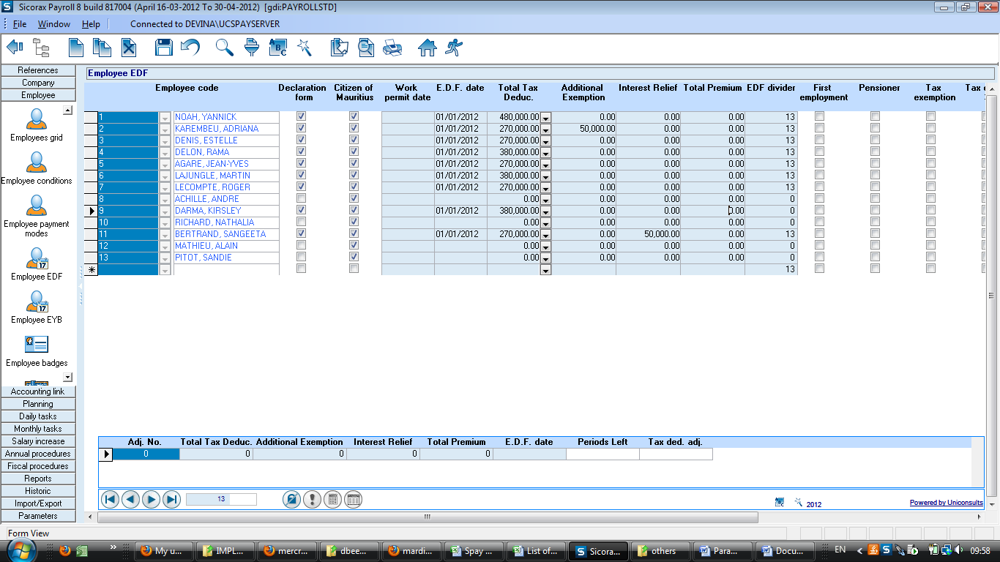 Sicorax Payroll 8 build 817004 (April 16-03-2012 To 30-04-2012) [gdi:PAYROLLSTD]
File Window Help Connected to DEVINA\UCSPAYSERVER
References
Company
Employee
Employees grid
Employee conditions
Employee payment modes
Employee EDF
Employee EYB
Employee badges
Accounting link
Planning
Daily tasks
Monthly tasks
Salary increase
Annual procedures
Fiscal procedures
Reports
Historic
Import/Export
Parameters
Employee EDF
Employee code Declaration form Citizen of Mauritius Work permit date E.D.F. date Total Tax Deduc. Additional Exemption Interest Relief Total Premium EDF divider First employment Pensioner Tax exemption Tax
1 NOAH, YANNICK 01/01/2012 480,000.00 0.00 0.00 0.00 13
2 KAREMBEU, ADRIANA 01/01/2012 270,000.00 50,000.00 0.00 0.00 13
3 DENIS, ESTELLE 01/01/2012 270,000.00 0.00 0.00 0.00 13
4 DELON, RAMA 01/01/2012 380,000.00 0.00 0.00 0.00 13
5 AGARE, JEAN-YVES 01/01/2012 270,000.00 0.00 0.00 0.00 13
6 LAJUNGLE, MARTIN 01/01/2012 380,000.00 0.00 0.00 0.00 13
7 LECOMPTE, ROGER 01/01/2012 270,000.00 0.00 0.00 0.00 13
8 ACHILLE, ANDRE 0.00 0.00 0.00 0.00 0
9 DARMA, KIRSLEY 01/01/2012 380,000.00 0.00 0.00 0.00 0
10 RICHARD, NATHALIA 0.00 0.00 0.00 0.00 0
11 BERTRAND, SANGEETA 01/01/2012 270,000.00 0.00 50,000.00 0.00 13
12 MATHIEU, ALAIN 0.00 0.00 0.00 0.00 0
13 PITOT, SANDIE 0.00 0.00 0.00 0.00 0
13
Adj. No. Total Tax Deduc. Additional Exemption Interest Relief Total Premium E.D.F. date Periods Left Tax ded. adj.
0 0 0 0 0
13
2012 Powered by Uniconsults
Form View
My u... IMPL... mercr... dbee... mardi... Spay ... List of... Sicora... others Para... Docu... EN 09:58